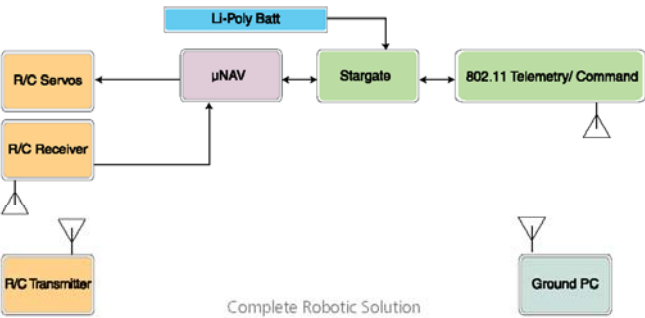 Li-Poly Batt
R/C Servos
µNAV
Stargate
802.11 Telemetry/ Command
R/C Receiver
R/C Transmitter
Ground PC
Complete Robotic Solution